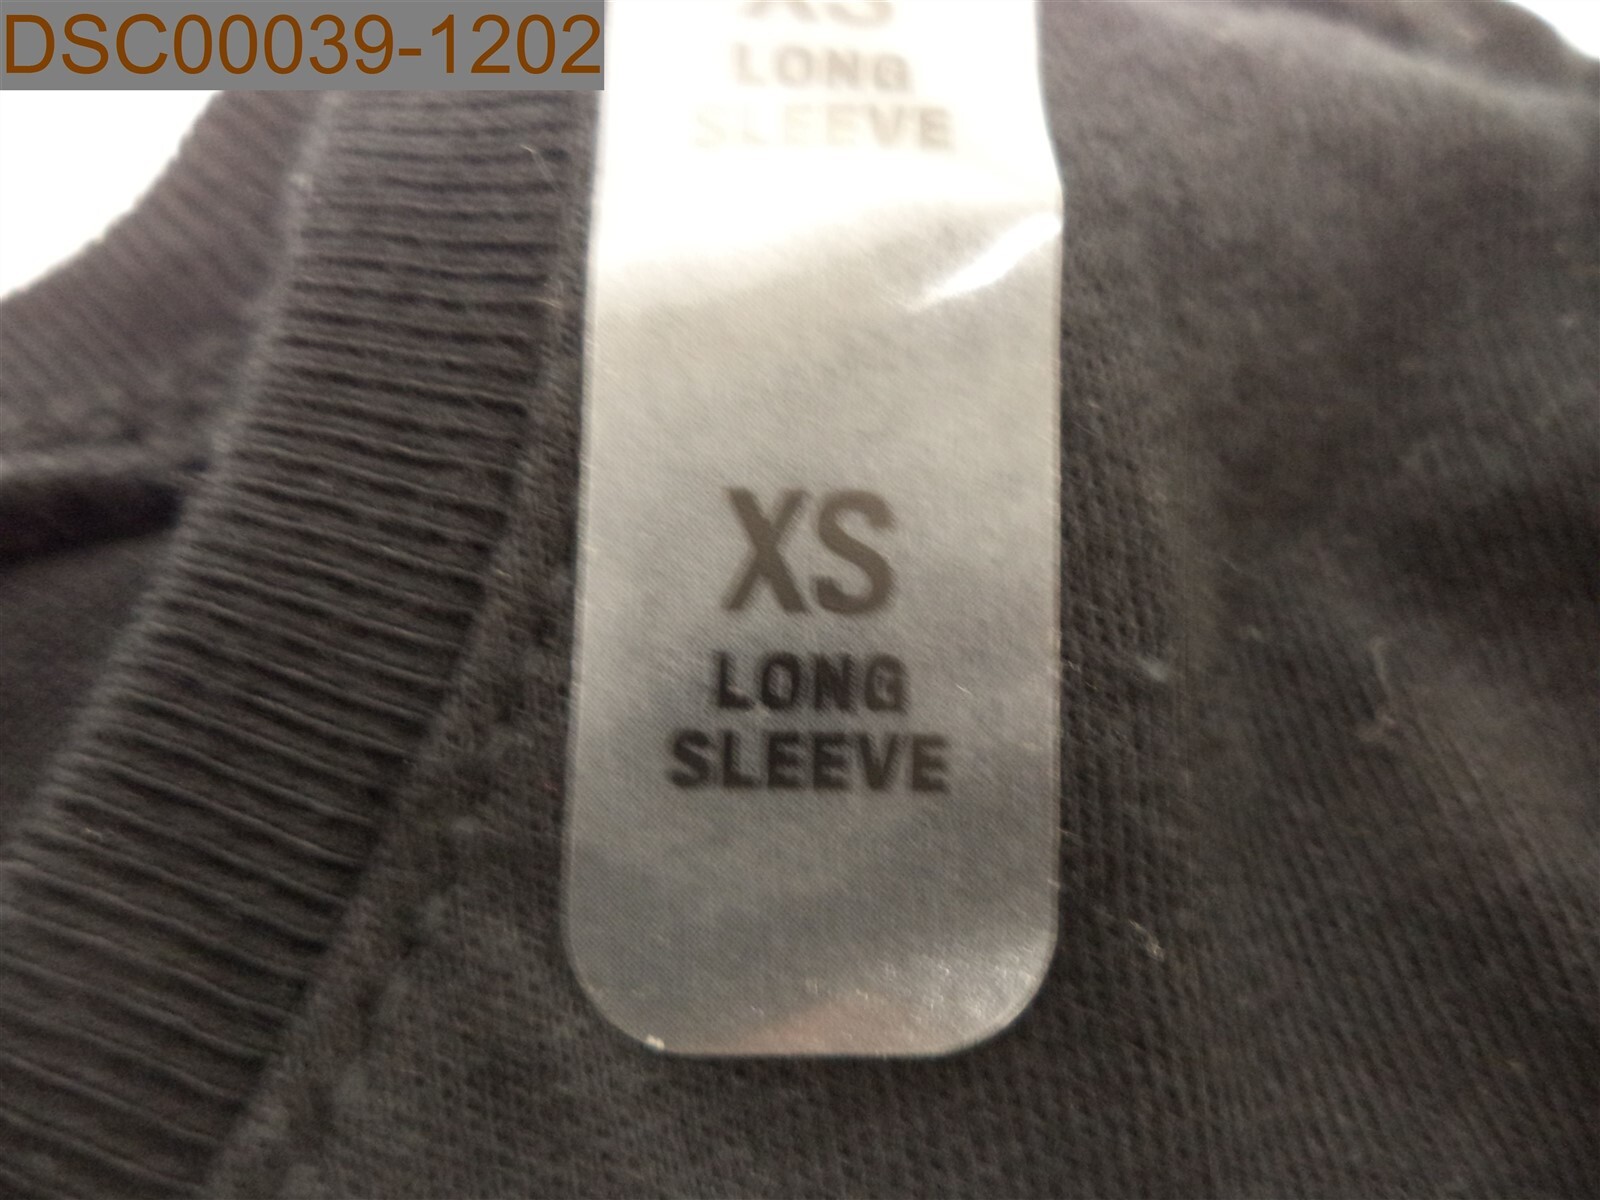 DSC00039-1202
XS
LONG
SLEEVE
XS
LONG
SLEEVE